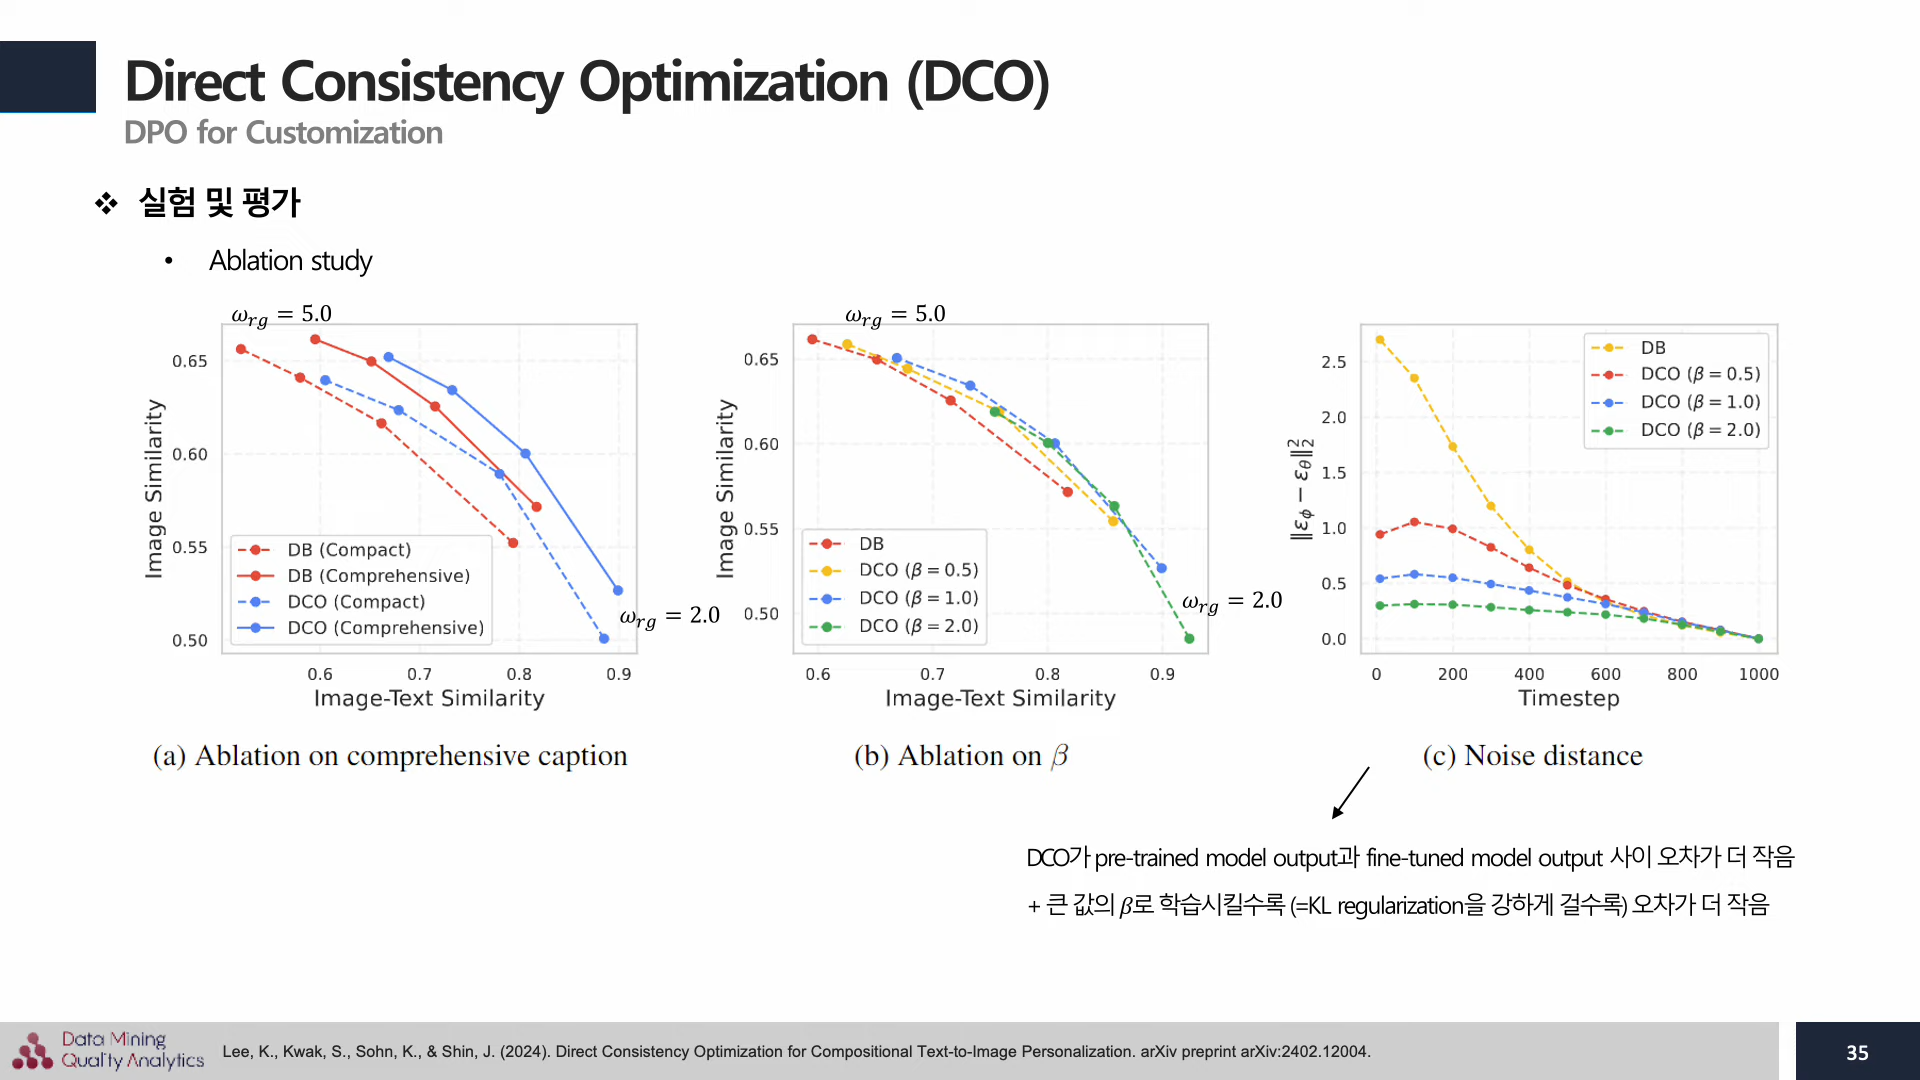 Direct Consistency Optimization (DCO)
DPO for Customization
❖ 실험 및 평가
• Ablation study
ω_rg = 5.0
Image Similarity
0.65
0.60
0.55
0.50
DB (Compact)
DB (Comprehensive)
DCO (Compact)
DCO (Comprehensive)
ω_rg = 2.0
0.6 0.7 0.8 0.9
Image-Text Similarity
(a) Ablation on comprehensive caption
ω_rg = 5.0
Image Similarity
0.65
0.60
0.55
0.50
DB
DCO (β = 0.5)
DCO (β = 1.0)
DCO (β = 2.0)
ω_rg = 2.0
0.6 0.7 0.8 0.9
Image-Text Similarity
(b) Ablation on β
‖ε_ϕ − ε_θ‖₂²
2.5
2.0
1.5
1.0
0.5
0.0
DB
DCO (β = 0.5)
DCO (β = 1.0)
DCO (β = 2.0)
0 200 400 600 800 1000
Timestep
(c) Noise distance
DCO가 pre-trained model output과 fine-tuned model output 사이 오차가 더 작음
+ 큰 값의 β로 학습시킬수록 (=KL regularization을 강하게 걸수록) 오차가 더 작음
Data Mining
Quality Analytics
Lee, K., Kwak, S., Sohn, K., & Shin, J. (2024). Direct Consistency Optimization for Compositional Text-to-Image Personalization. arXiv preprint arXiv:2402.12004.
35